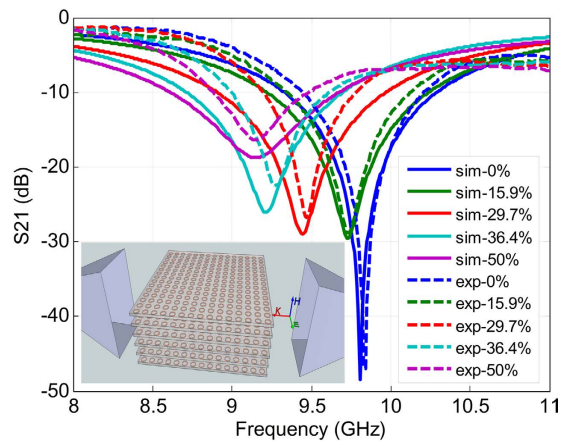 0
-10
-20
-30
-40
-50
S21 (dB)
8
8.5
9
9.5
10
10.5
11
Frequency (GHz)
sim-0%
sim-15.9%
sim-29.7%
sim-36.4%
sim-50%
exp-0%
exp-15.9%
exp-29.7%
exp-36.4%
exp-50%
H
K
E